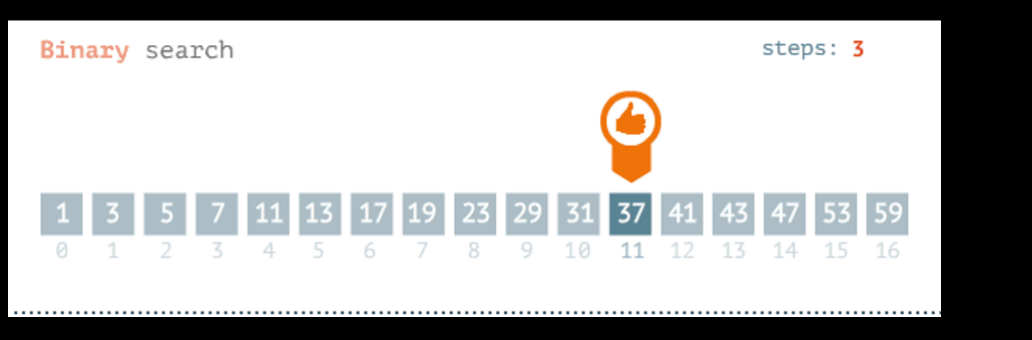 Binary search
steps: 3
1 3 5 7 11 13 17 19 23 29 31 37 41 43 47 53 59
0 1 2 3 4 5 6 7 8 9 10 11 12 13 14 15 16